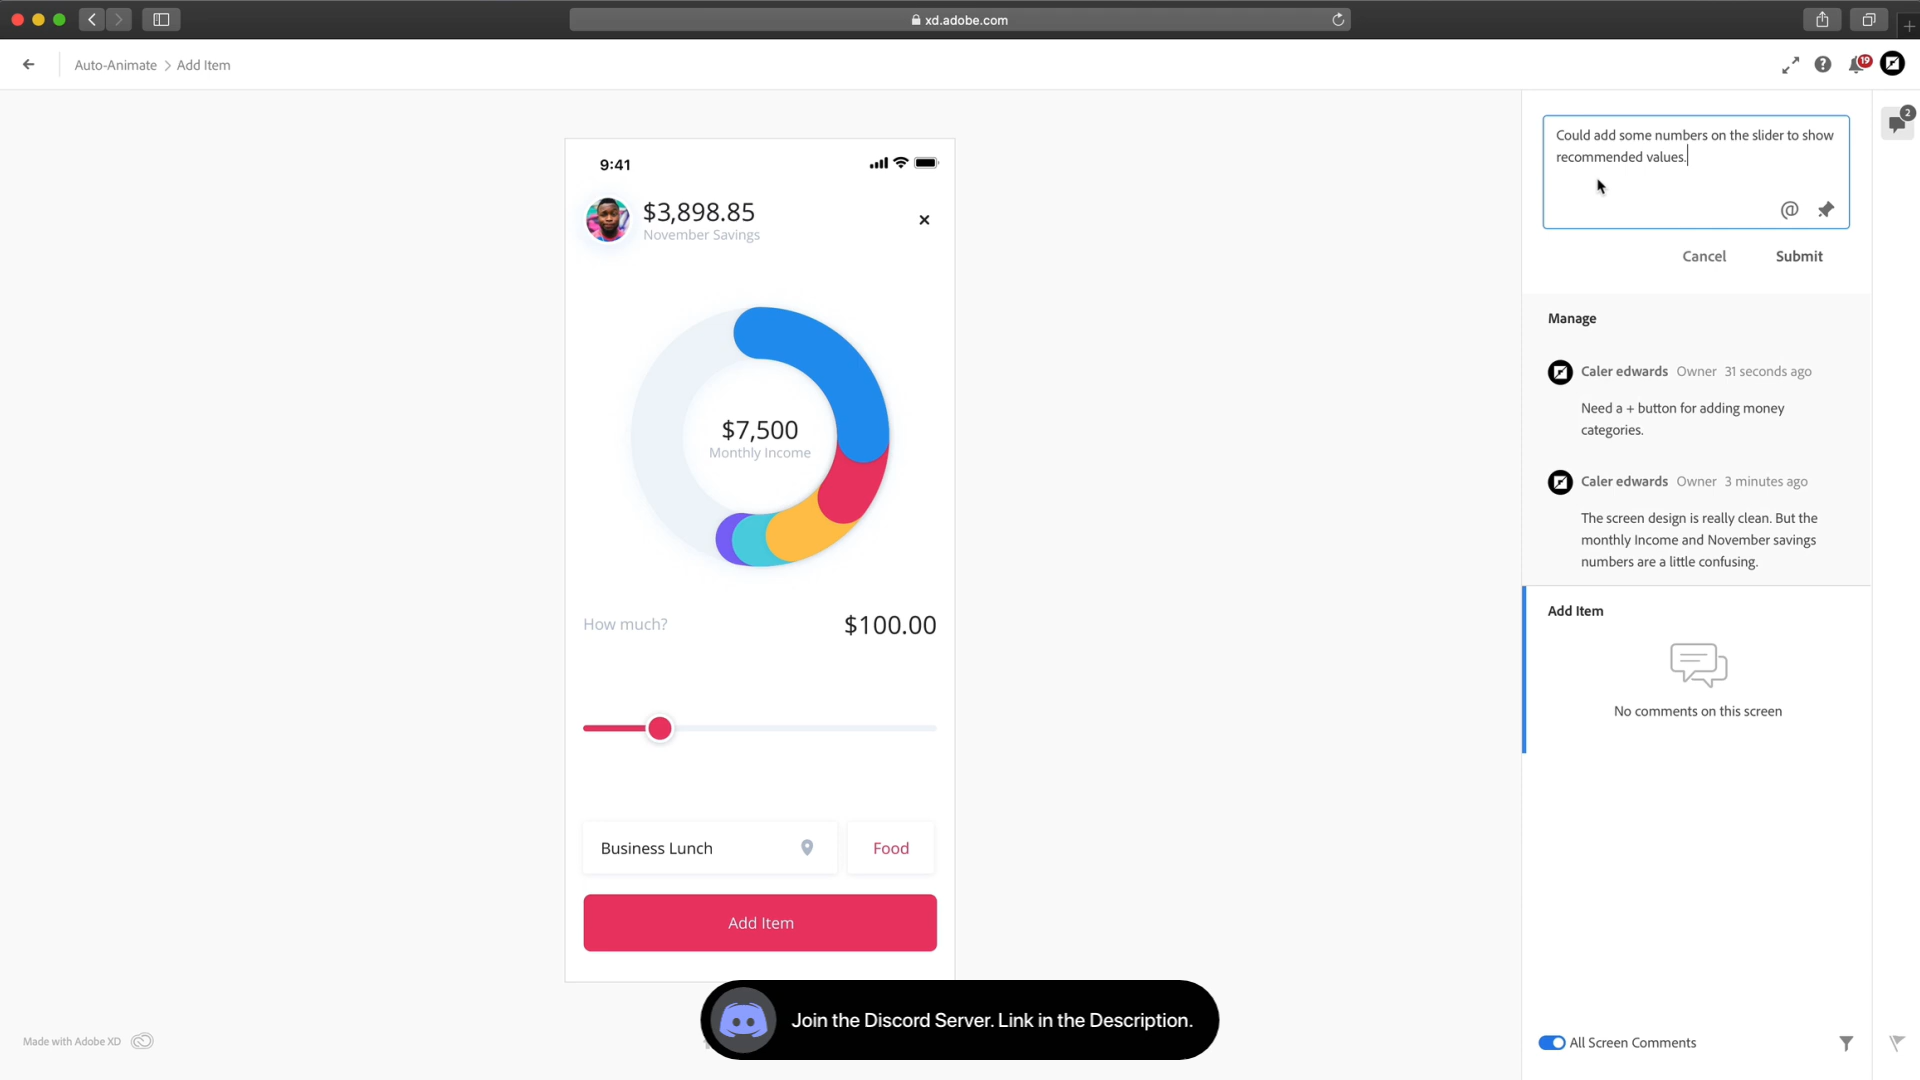 xd.adobe.com
Auto-Animate > Add Item
19
2
9:41
$3,898.85
November Savings
$7,500
Monthly Income
How much?
$100.00
Business Lunch
Food
Add Item
Could add some numbers on the slider to show
recommended values.
@
Cancel
Submit
Manage
Caler edwards Owner 31 seconds ago
Need a + button for adding money
categories.
Caler edwards Owner 3 minutes ago
The screen design is really clean. But the
monthly Income and November savings
numbers are a little confusing.
Add Item
No comments on this screen
All Screen Comments
Made with Adobe XD
Join the Discord Server. Link in the Description.